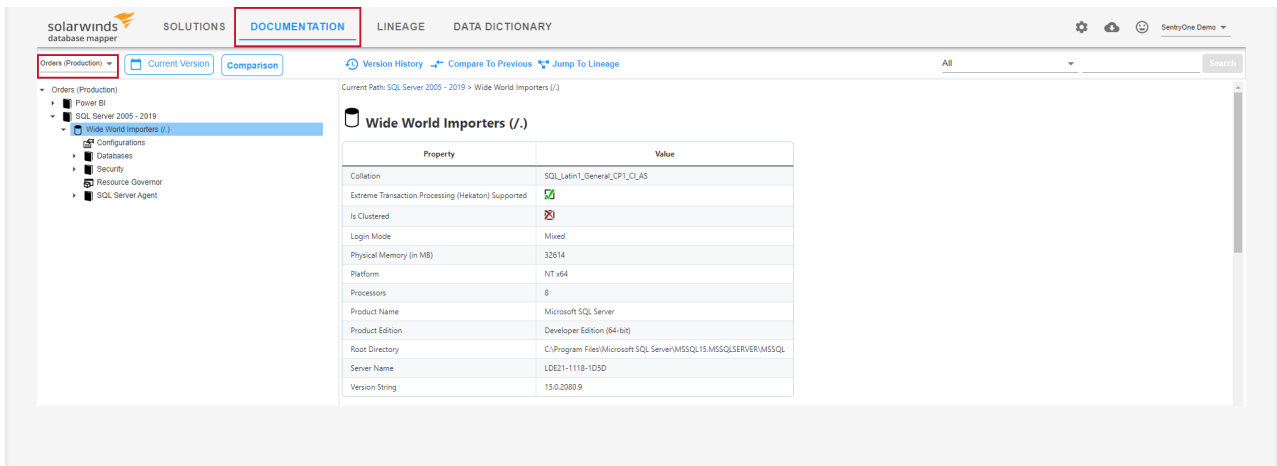 solarwinds
database mapper
SOLUTIONS
DOCUMENTATION
LINEAGE
DATA DICTIONARY
SentryOne Demo
Orders (Production)
Current Version
Comparison
Version History
Compare To Previous
Jump To Lineage
All
Search
Orders (Production)
Power BI
SQL Server 2005 - 2019
Wide World Importers (/.)
Configurations
Databases
Security
Resource Governor
SQL Server Agent
Current Path: SQL Server 2005 - 2019 > Wide World Importers (/.)
Wide World Importers (/.)
Property Value
Collation SQL_Latin1_General_CP1_CI_AS
Extreme Transaction Processing (Hekaton) Supported
Is Clustered
Login Mode Mixed
Physical Memory (in MB) 32614
Platform NT x64
Processors 8
Product Name Microsoft SQL Server
Product Edition Developer Edition (64-bit)
Root Directory C:\Program Files\Microsoft SQL Server\MSSQL15.MSSQLSERVER\MSSQL
Server Name LDE21-1118-1D5D
Version String 15.0.2080.9